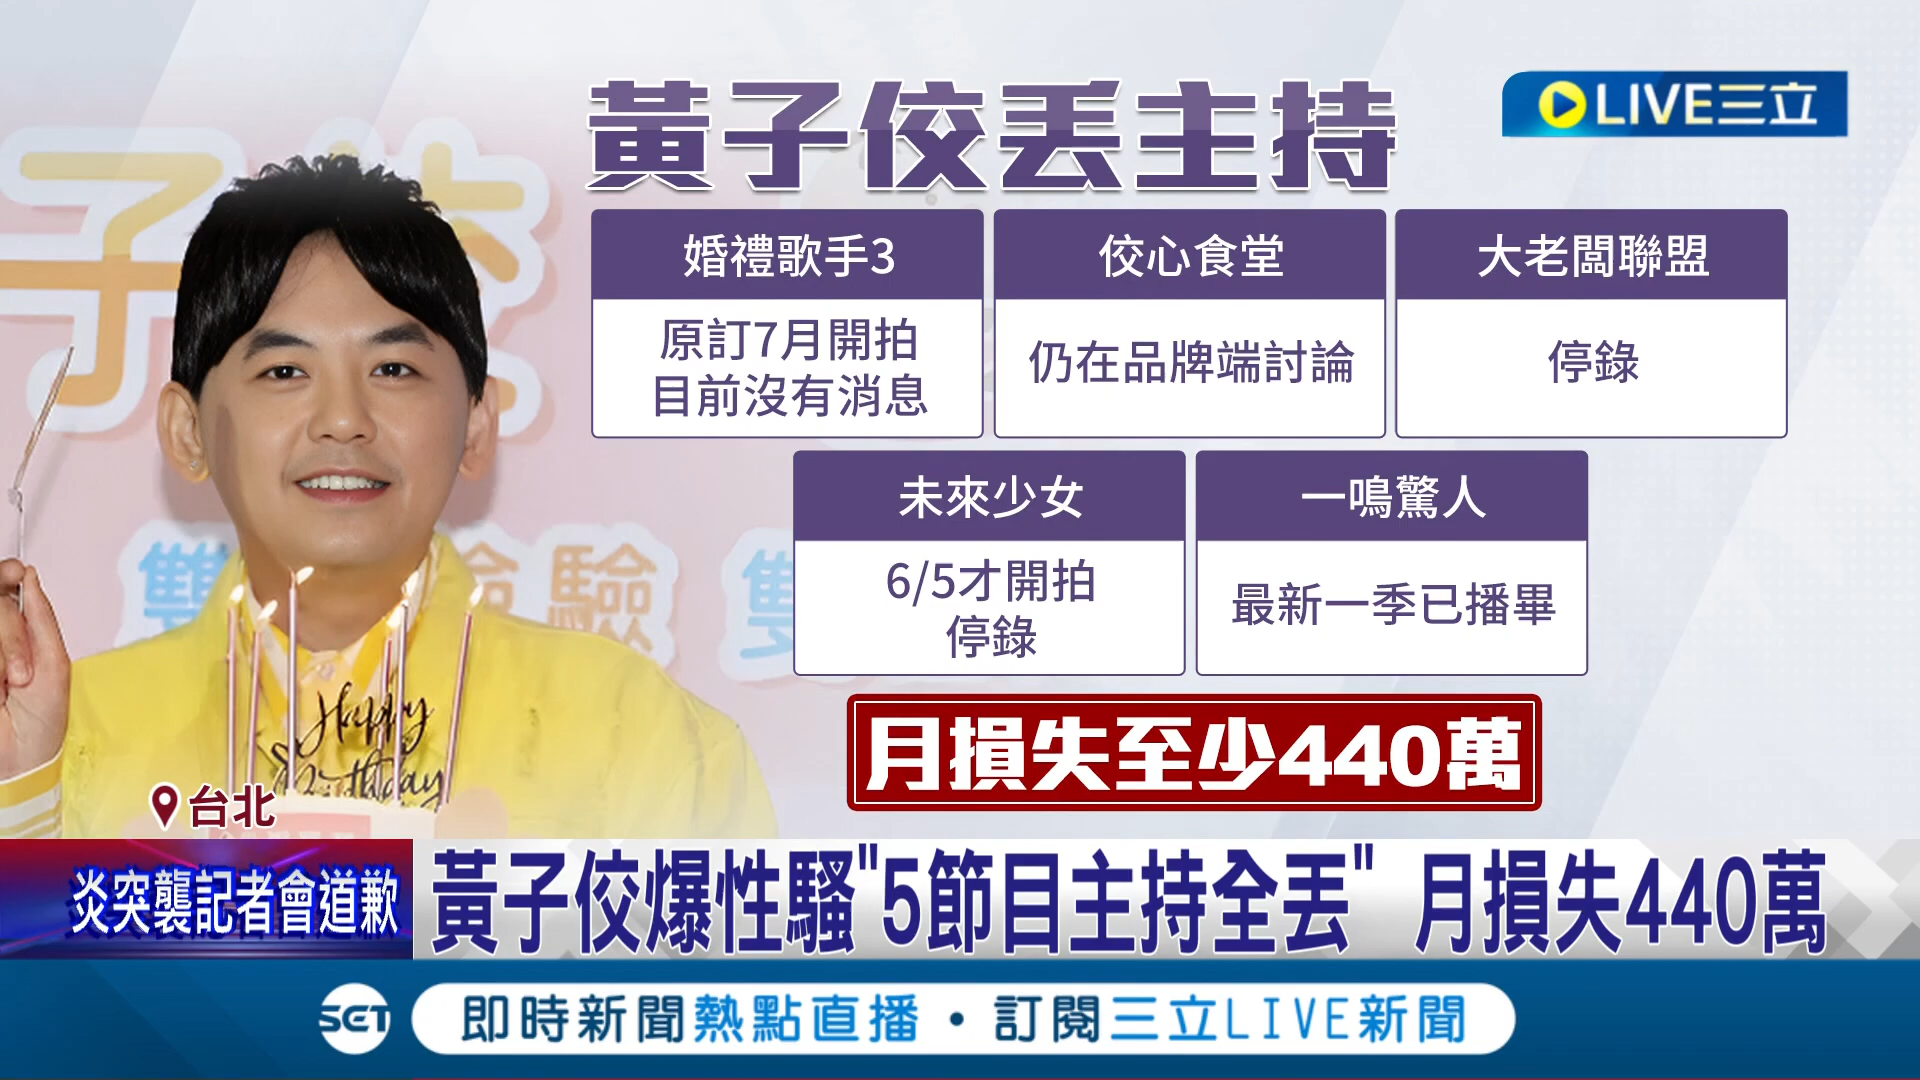 黃子佼丟主持
LIVE三立
婚禮歌手3
原訂7月開拍
目前沒有消息
佼心食堂
仍在品牌端討論
大老闆聯盟
停錄
未來少女
6/5才開拍
停錄
一鳴驚人
最新一季已播畢
月損失至少440萬
Happy
Birthday
台北
炎突襲記者會道歉
黃子佼爆性騷"5節目主持全丟" 月損失440萬
SET
即時新聞熱點直播・訂閱三立LIVE新聞